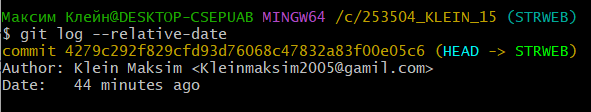 Максим Клейн@DESKTOP-CSEPUAB MINGW64 /c/253504_KLEIN_15 (STRWEB)
$ git log --relative-date
commit 4279c292f829cfd93d76068c47832a83f00e05c6 (HEAD -> STRWEB)
Author: Klein Maksim <Kleinmaksim2005@gamil.com>
Date:   44 minutes ago